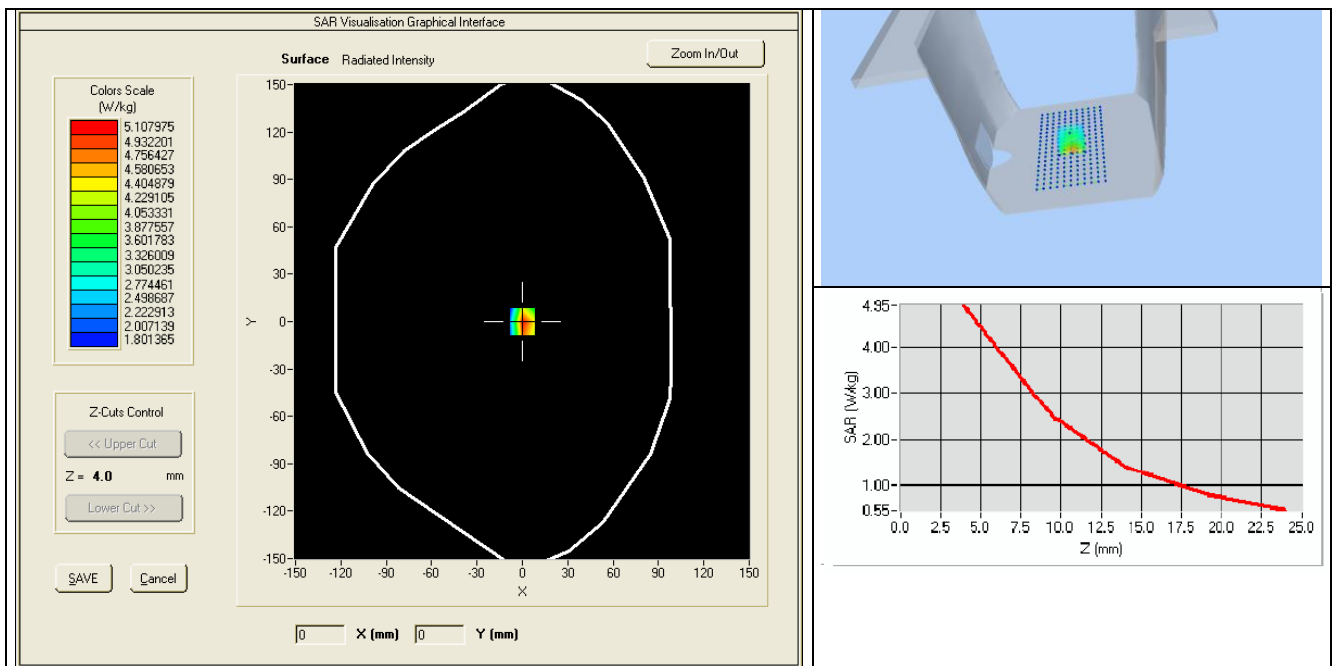 SAR Visualisation Graphical Interface
Surface Radiated Intensity
Zoom In/Out
Colors Scale
(W/kg)
5.107975
4.932201
4.756427
4.580653
4.404879
4.229105
4.053331
3.877557
3.601783
3.326009
3.050235
2.774461
2.498687
2.222913
2.007139
1.801365
Z-Cuts Control
<< Upper Cut
Z = 4.0 mm
Lower Cut >>
SAVE Cancel
150
120
90
60
30
0
-30
-60
-90
-120
-150
Y
-150 -120 -90 -60 -30 0 30 60 90 120 150
X
0 X (mm) 0 Y (mm)
4.95
4.00
3.00
2.00
1.00
0.55
SAR (W/kg)
0.0 2.5 5.0 7.5 10.0 12.5 15.0 17.5 20.0 22.5 25.0
Z (mm)